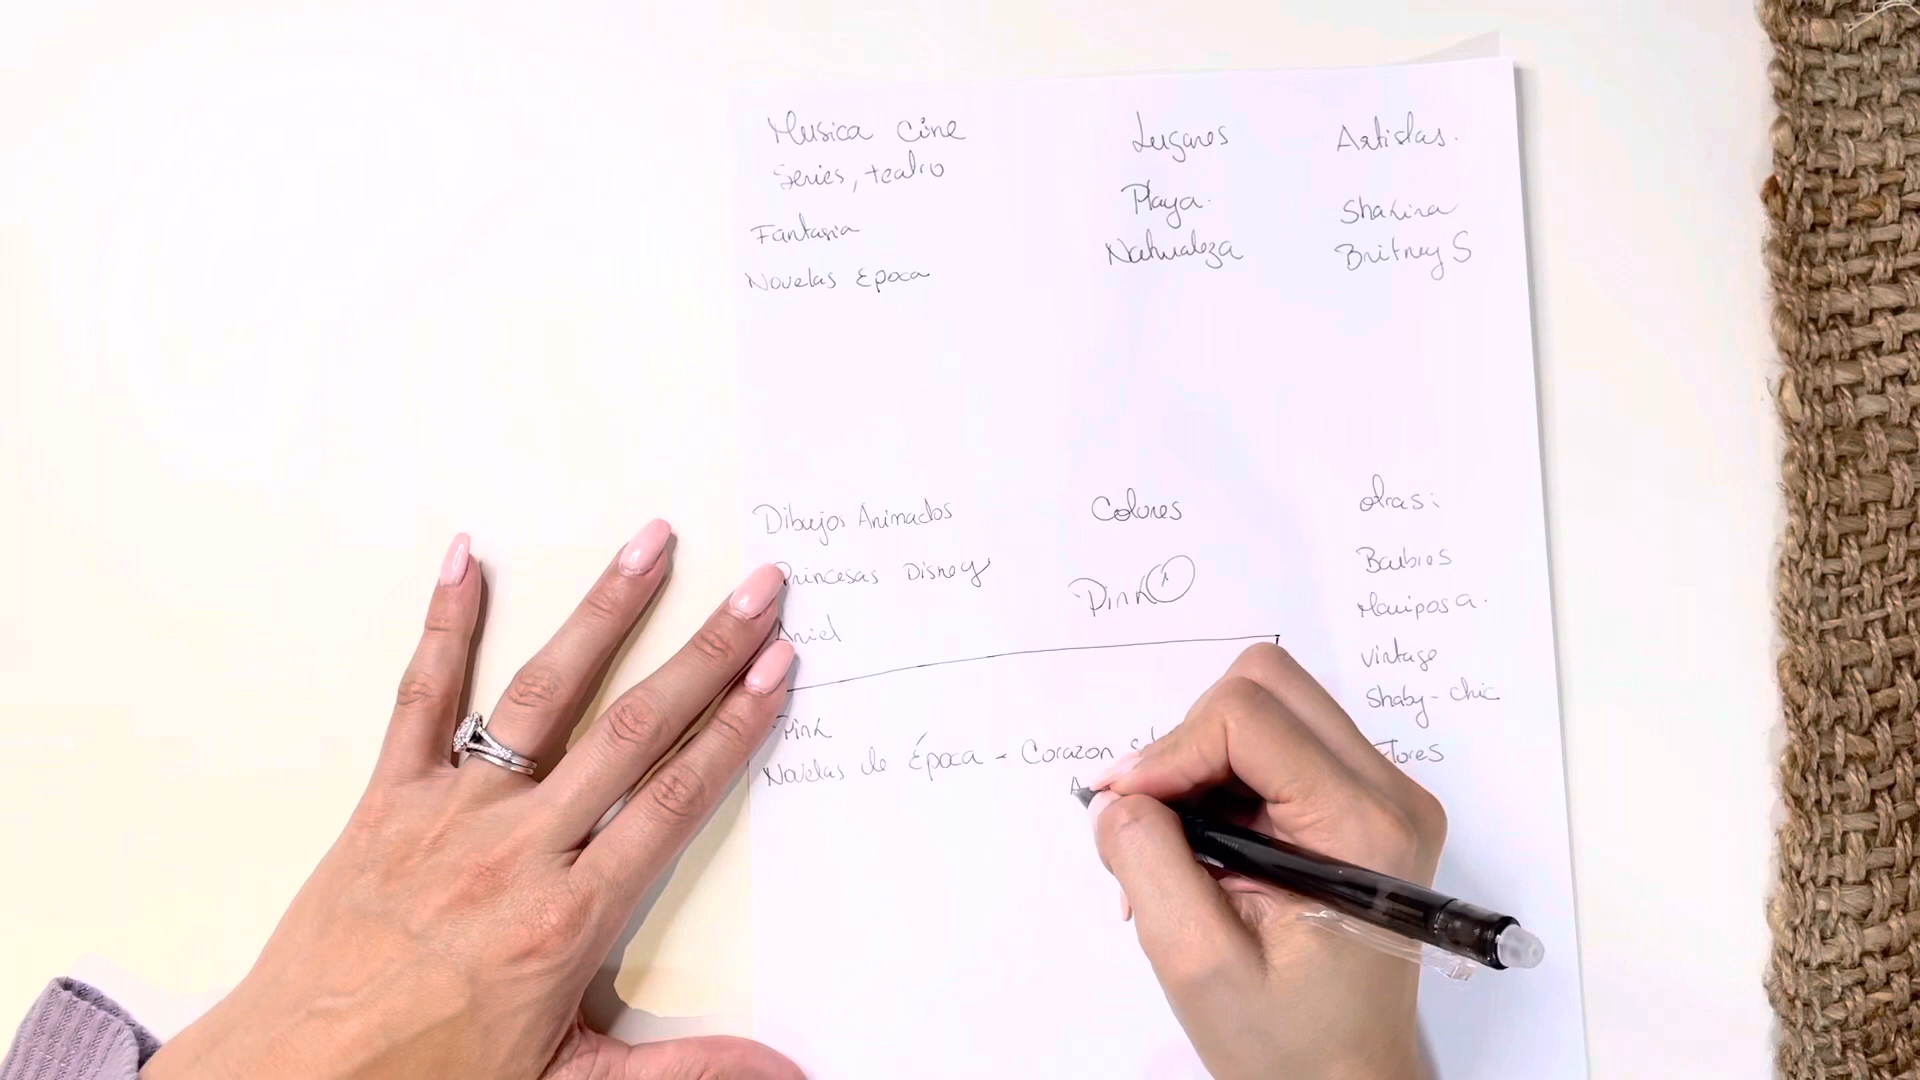 Musica Cine
Series, teatro
Fantasia
Novelas Epoca
Lugares
Playa.
Naturaleza
Artistas.
Shakira
Britney S
Dibujos Animados
Princesas Disney
Ariel
Colores
Pink
otras:
Barbies
Mariposa.
vintage
Shaby-chic
Flores
Pink
Novelas de Época - Corazon
A